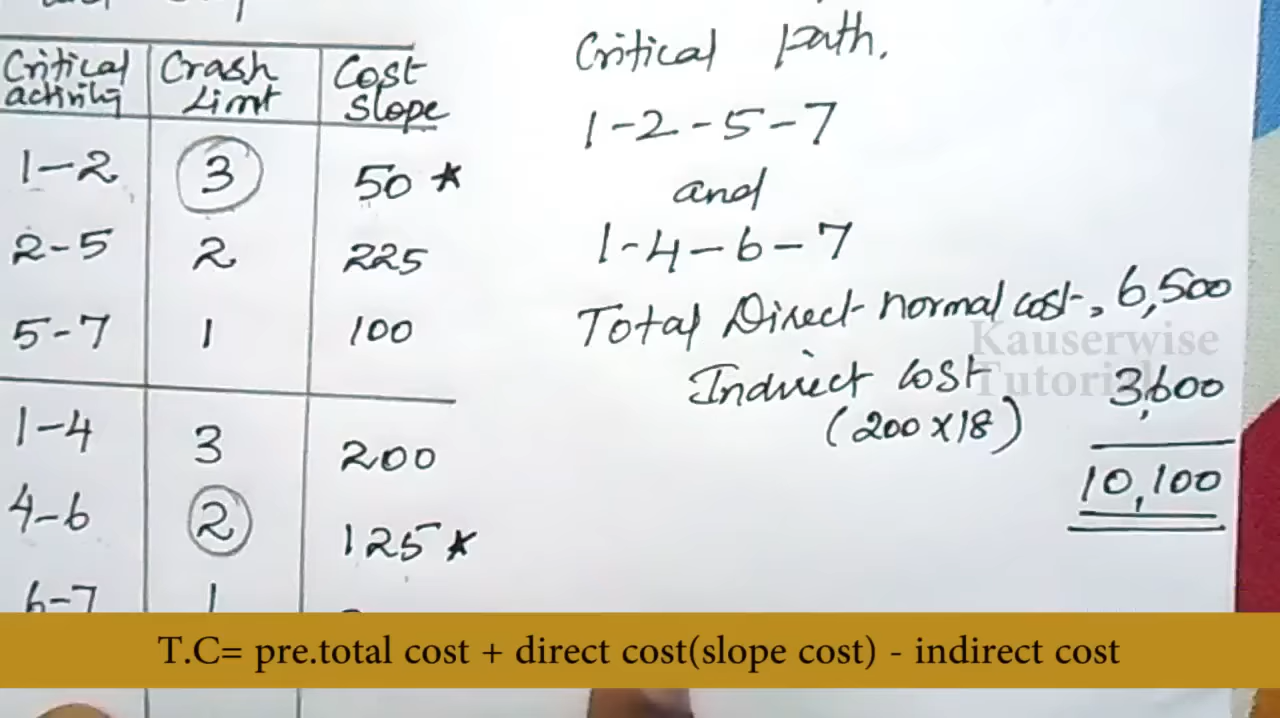 Critical activity | Crash Limit | Cost Slope
1-2 | 3 | 50 *
2-5 | 2 | 225
5-7 | 1 | 100
1-4 | 3 | 200
4-6 | 2 | 125 *
6-7 | 1
Critical path.
1-2-5-7
and
1-4-6-7
Total Direct normal cost, 6,500
Indirect cost 3,600
(200 x 18)
10,100
Kauserwise
Tutorial
T.C= pre.total cost + direct cost(slope cost) - indirect cost